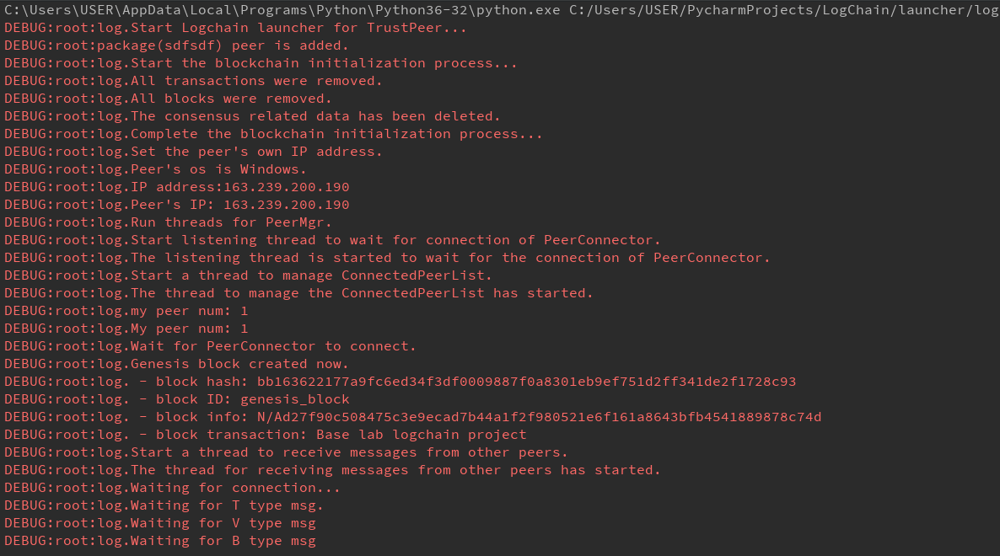 C:\Users\USER\AppData\Local\Programs\Python\Python36-32\python.exe C:/Users/USER/PycharmProjects/LogChain/launcher/log
DEBUG:root:log.Start Logchain launcher for TrustPeer...
DEBUG:root:log.package(sdfsdf) peer is added.
DEBUG:root:log.Start the blockchain initialization process...
DEBUG:root:log.All transactions were removed.
DEBUG:root:log.All blocks were removed.
DEBUG:root:log.The consensus related data has been deleted.
DEBUG:root:log.Complete the blockchain initialization process...
DEBUG:root:log.Set the peer's own IP address.
DEBUG:root:log.Peer's os is Windows.
DEBUG:root:log.IP address:163.239.200.190
DEBUG:root:log.Peer's IP: 163.239.200.190
DEBUG:root:log.Run threads for PeerMgr.
DEBUG:root:log.Start listening thread to wait for connection of PeerConnector.
DEBUG:root:log.The listening thread is started to wait for the connection of PeerConnector.
DEBUG:root:log.Start a thread to manage ConnectedPeerList.
DEBUG:root:log.The thread to manage the ConnectedPeerList has started.
DEBUG:root:log.my peer num: 1
DEBUG:root:log.My peer num: 1
DEBUG:root:log.Wait for PeerConnector to connect.
DEBUG:root:log.Genesis block created now.
DEBUG:root:log. - block hash: bb163622177a9fc6ed34f3df0009887f0a8301eb9ef751d2ff341de2f1728c93
DEBUG:root:log. - block ID: genesis_block
DEBUG:root:log. - block info: N/Ad27f90c508475c3e9ecad7b44a1f2f980521e6f161a8643bfb4541889878c74d
DEBUG:root:log. - block transaction: Base lab logchain project
DEBUG:root:log.Start a thread to receive messages from other peers.
DEBUG:root:log.The thread for receiving messages from other peers has started.
DEBUG:root:log.Waiting for connection...
DEBUG:root:log.Waiting for T type msg.
DEBUG:root:log.Waiting for V type msg
DEBUG:root:log.Waiting for B type msg